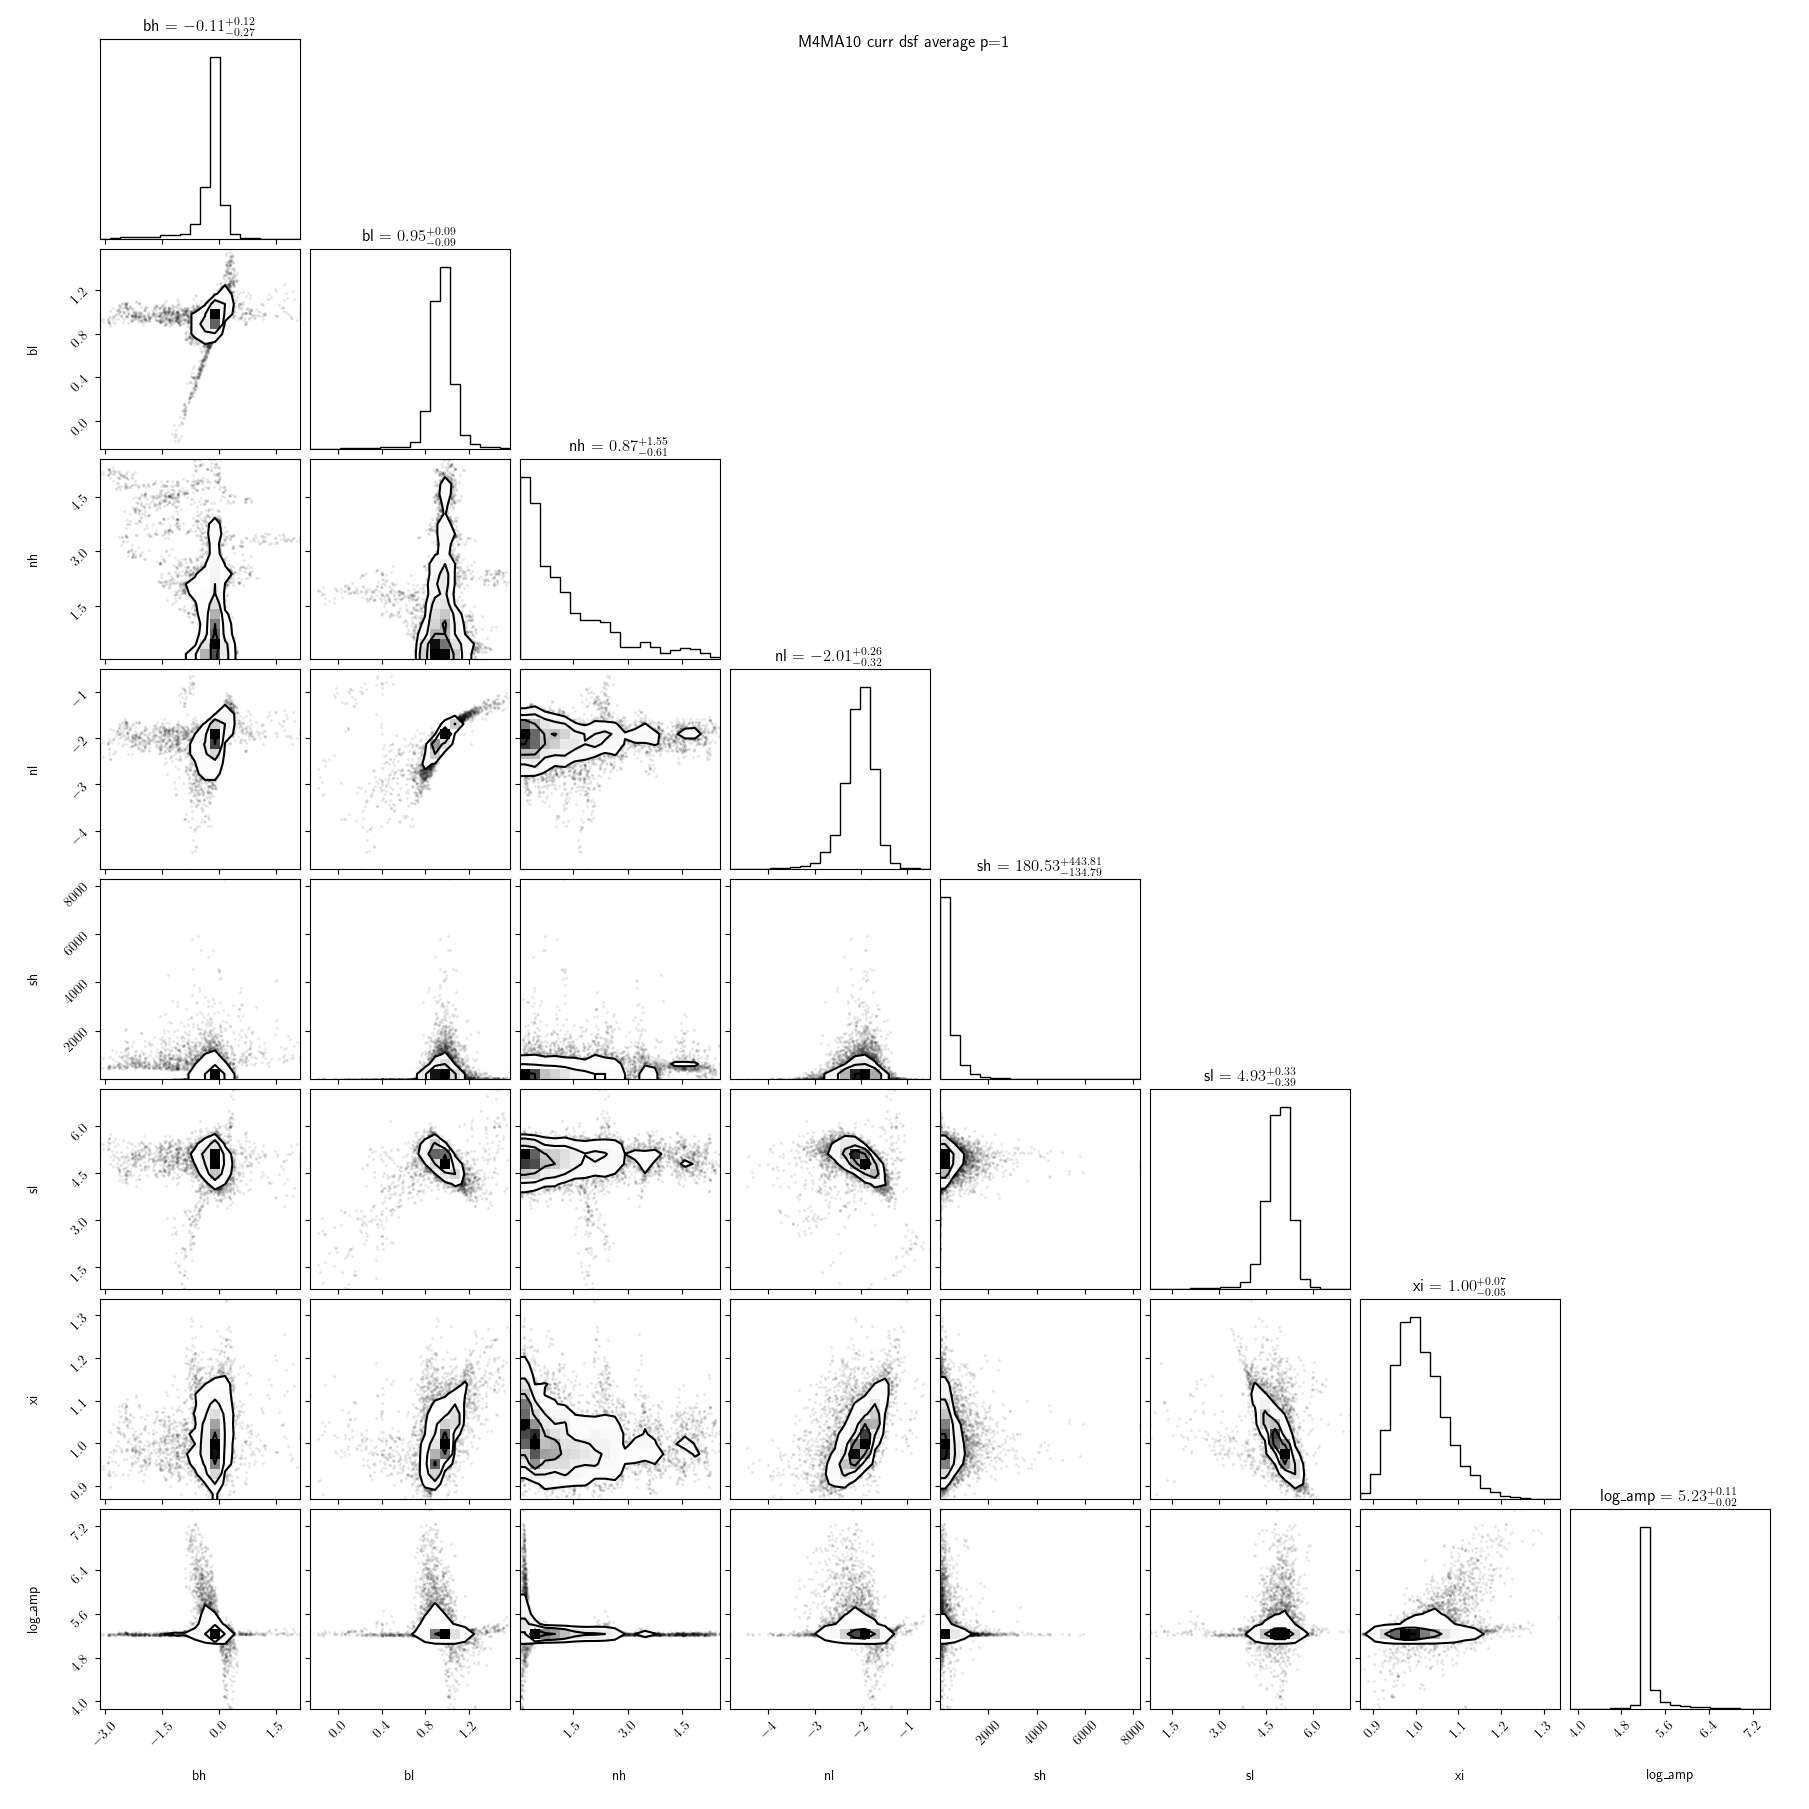 M4MA10 curr dsf average p=1
bh = −0.11 +0.12 −0.27
bl = 0.95 +0.09 −0.09
bl
1.2
0.8
0.4
0.0
nh = 0.87 +1.55 −0.61
nh
4.5
3.0
1.5
nl = −2.01 +0.26 −0.32
nl
−1
−2
−3
−4
sh = 180.53 +443.81 −134.79
sh
8000
6000
4000
2000
sl = 4.93 +0.33 −0.39
sl
6.0
4.5
3.0
1.5
xi = 1.00 +0.07 −0.05
xi
1.3
1.2
1.1
1.0
0.9
log_amp = 5.23 +0.11 −0.02
log_amp
7.2
6.4
5.6
4.8
4.0
−3.0 −1.5 0.0 1.5 0.0 0.4 0.8 1.2 1.5 3.0 4.5 −4 −3 −2 −1 2000 4000 6000 8000 1.5 3.0 4.5 6.0 0.9 1.0 1.1 1.2 1.3 4.0 4.8 5.6 6.4 7.2
bh bl nh nl sh sl xi log_amp